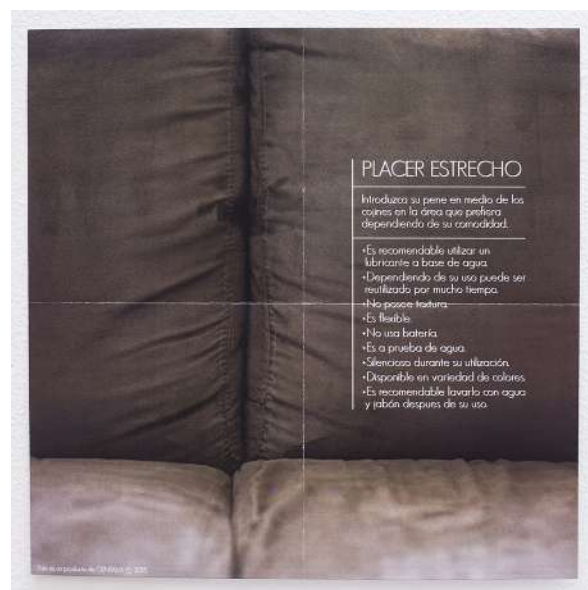 PLACER ESTRECHO
Introduzca su pene en medio de los
cojines en la área que prefiera
dependiendo de su comodidad.
•Es recomendable utilizar un
lubricante a base de agua.
•Dependiendo de su uso puede ser
reutilizado por mucho tiempo.
•No posee textura.
•Es flexible.
•No usa batería.
•Es a prueba de agua.
•Silencioso durante su utilización.
•Disponible en variedad de colores.
•Es recomendable lavarlo con agua
y jabón despues de su uso.